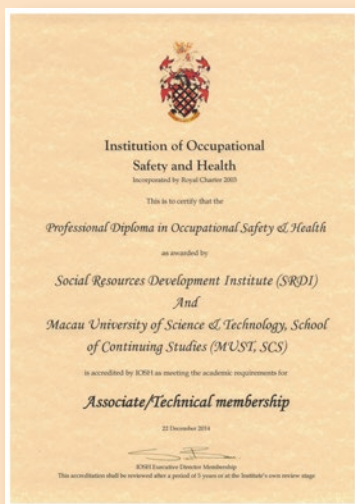 Institution of Occupational
Safety and Health
Incorporated by Royal Charter 2003
This is to certify that the
Professional Diploma in Occupational Safety & Health
as awarded by
Social Resources Development Institute (SRDI)
And
Macau University of Science & Technology, School
of Continuing Studies (MUST, SCS)
is accredited by IOSH as meeting the academic requirements for
Associate/Technical membership
22 December 2014
IOSH Executive Director Membership
This accreditation shall be reviewed after a period of 5 years or at the Institute's own review stage